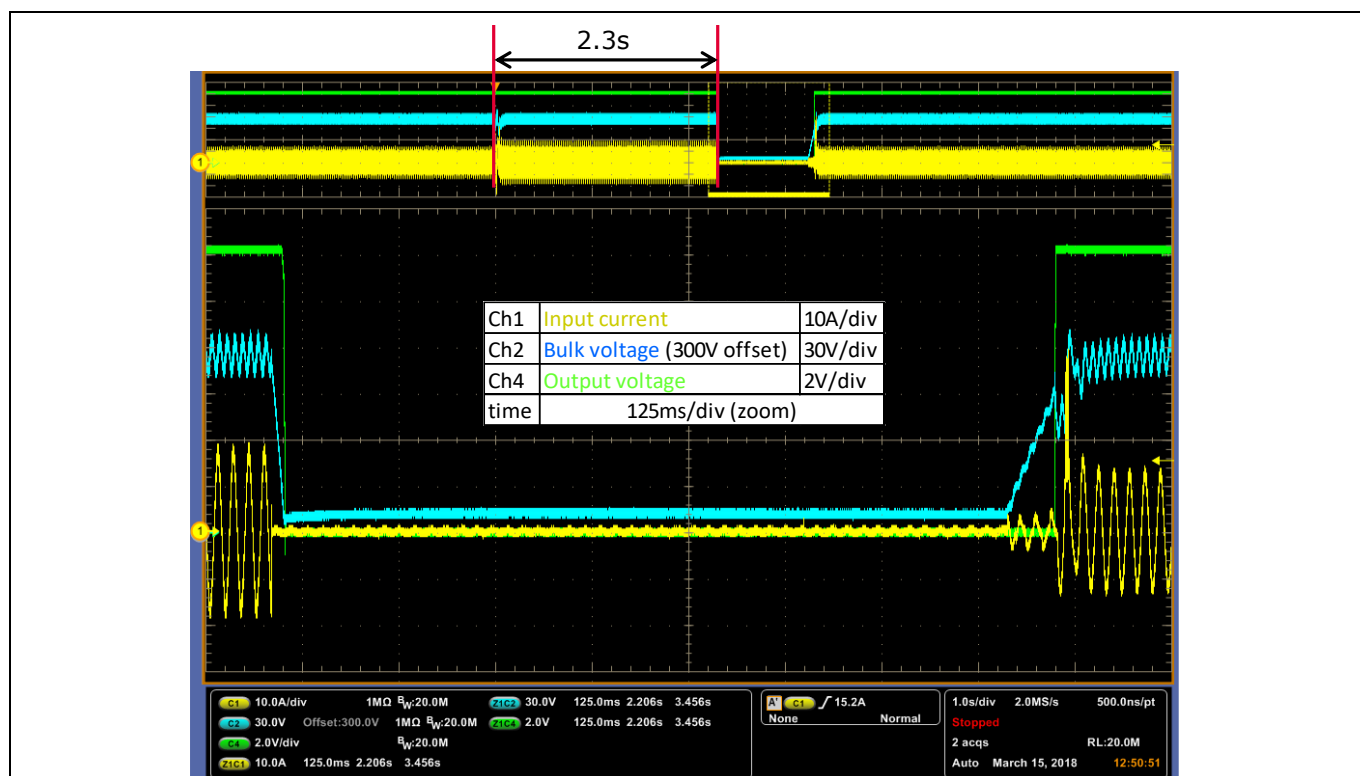 2.3s
1
Ch1 Input current 10A/div
Ch2 Bulk voltage (300V offset) 30V/div
Ch4 Output voltage 2V/div
time 125ms/div (zoom)
1
C1 10.0A/div 1MΩ BW:20.0M Z1C2 30.0V 125.0ms 2.206s 3.456s A' C1 15.2A 1.0s/div 2.0MS/s 500.0ns/pt
C2 30.0V Offset:300.0V 1MΩ BW:20.0M Z1C4 2.0V 125.0ms 2.206s 3.456s None Normal Stopped
C4 2.0V/div BW:20.0M 2 acqs RL:20.0M
Z1C1 10.0A 125.0ms 2.206s 3.456s Auto March 15, 2018 12:50:51